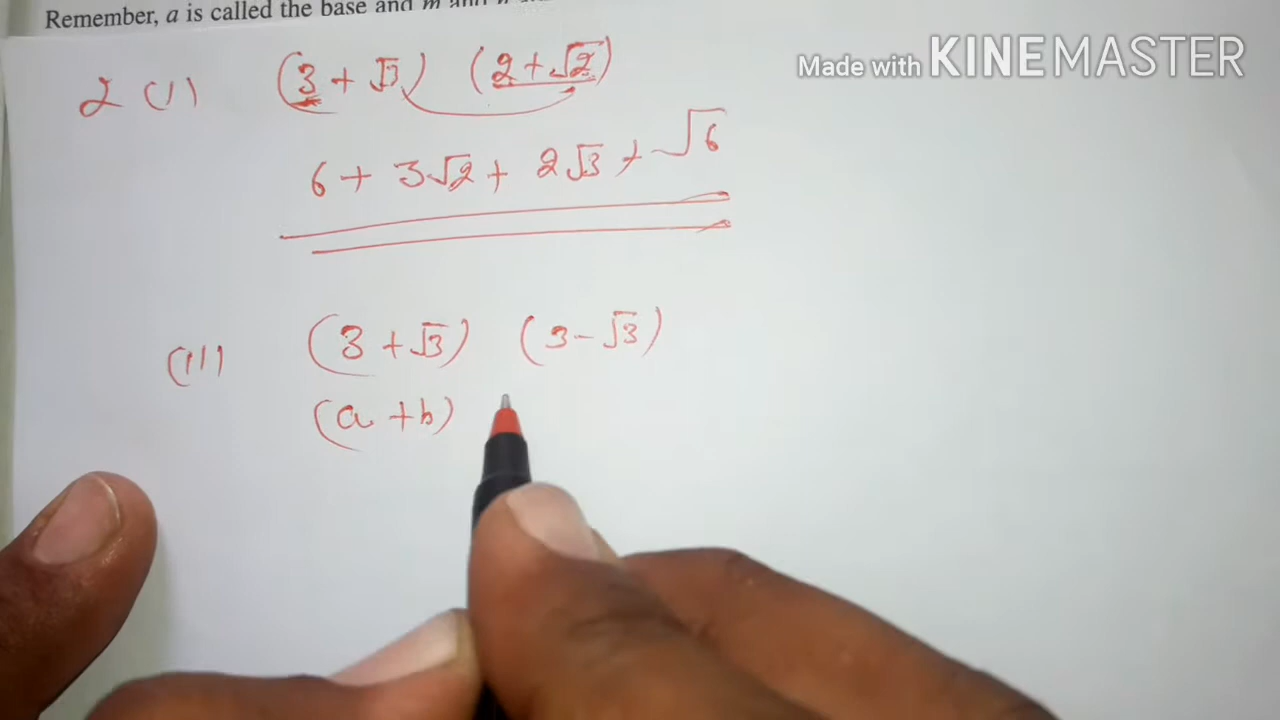 Remember, a is called the base and m and
Made with KINEMASTER
2 (i) (3 + √3) (2 + √2)
6 + 3√2 + 2√3 + √6
(ii) (3 + √3) (3 - √3)
(a + b)